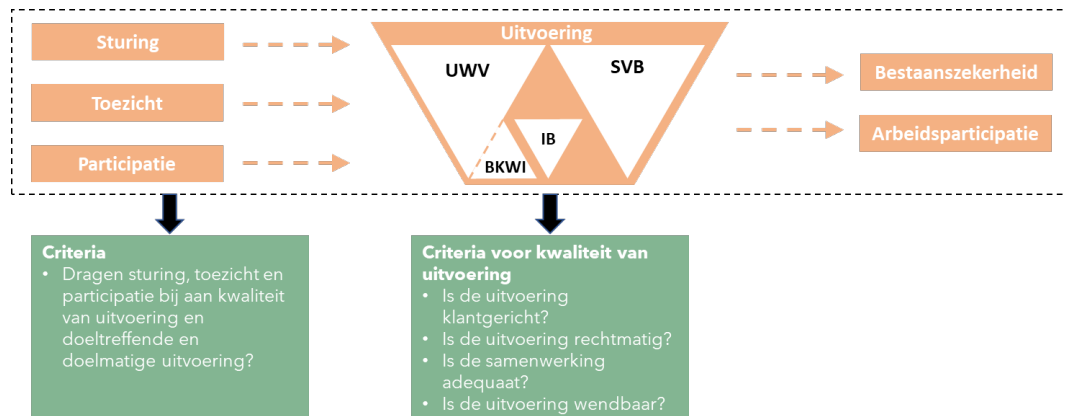 Sturing
Toezicht
Participatie
Uitvoering
UWV
SVB
IB
BKWI
Bestaanszekerheid
Arbeidsparticipatie
Criteria
• Dragen sturing, toezicht en
participatie bij aan kwaliteit
van uitvoering en
doeltreffende en
doelmatige uitvoering?
Criteria voor kwaliteit van
uitvoering
• Is de uitvoering
klantgericht?
• Is de uitvoering rechtmatig?
• Is de samenwerking
adequaat?
• Is de uitvoering wendbaar?